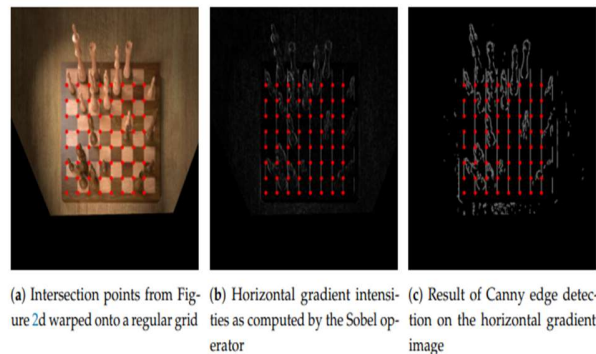 (a) Intersection points from Fig-
ure 2d warped onto a regular grid
(b) Horizontal gradient intensi-
ties as computed by the Sobel op-
erator
(c) Result of Canny edge detec-
tion on the horizontal gradient
image